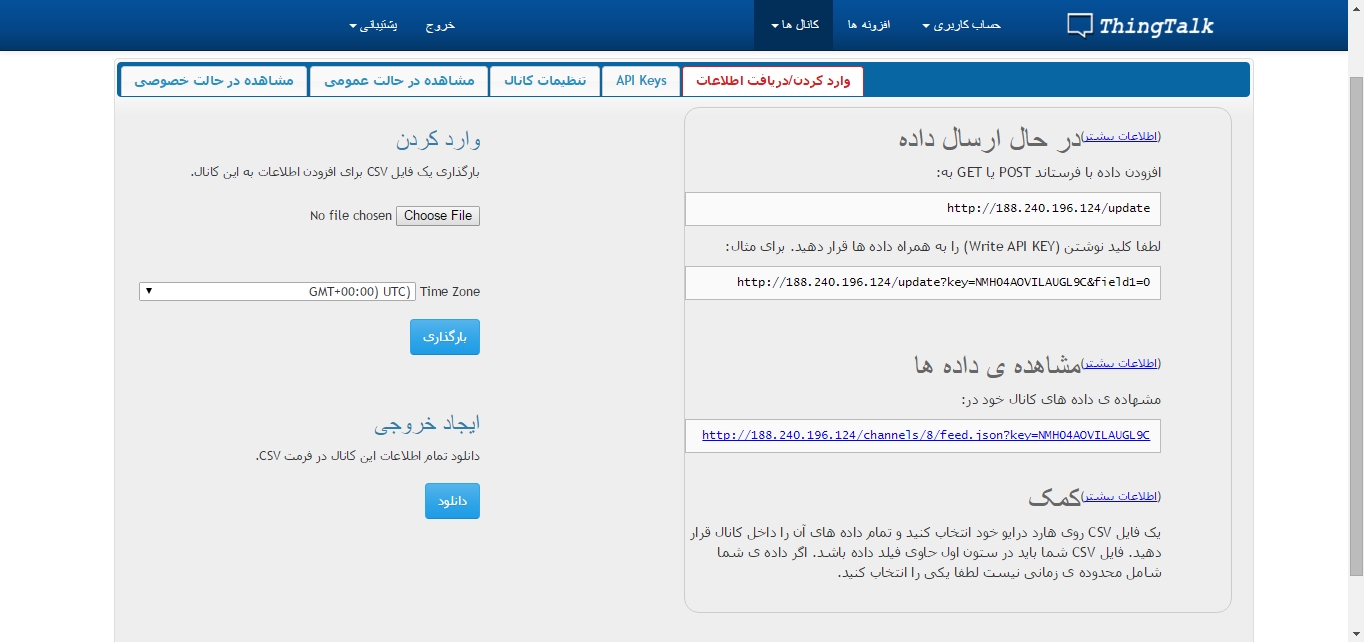 ThingTalk
حساب کاربری
افزونه ها
کانال ها
خروج
پشتیبانی
وارد کردن/دریافت اطلاعات
API Keys
تنظیمات کانال
مشاهده در حالت عمومی
مشاهده در حالت خصوصی
در حال ارسال داده(اطلاعات بیشتر)
افزودن داده با فرستاند POST یا GET به:
http://188.240.196.124/update
لطفا کلید نوشتن (Write API KEY) را به همراه داده ها قرار دهید. برای مثال:
http://188.240.196.124/update?key=NMHO4AOVILAUGL9C&field1=0
مشاهده ی داده ها(اطلاعات بیشتر)
مشهاده ی داده های کانال خود در:
http://188.240.196.124/channels/8/feed.json?key=NMHO4AOVILAUGL9C
کمک(اطلاعات بیشتر)
یک فایل CSV روی هارد درایو خود انتخاب کنید و تمام داده های آن را داخل کانال قرار
دهید. فایل CSV شما باید در ستون اول حاوی فیلد داده باشد. اگر داده ی شما
شامل محدوده ی زمانی نیست لطفا یکی را انتخاب کنید.
وارد کردن
بارگذاری یک فایل CSV برای افزودن اطلاعات به این کانال.
Choose File No file chosen
Time Zone
GMT+00:00) UTC)
بارگذاری
ایجاد خروجی
دانلود تمام اطلاعات این کانال در فرمت CSV.
دانلود